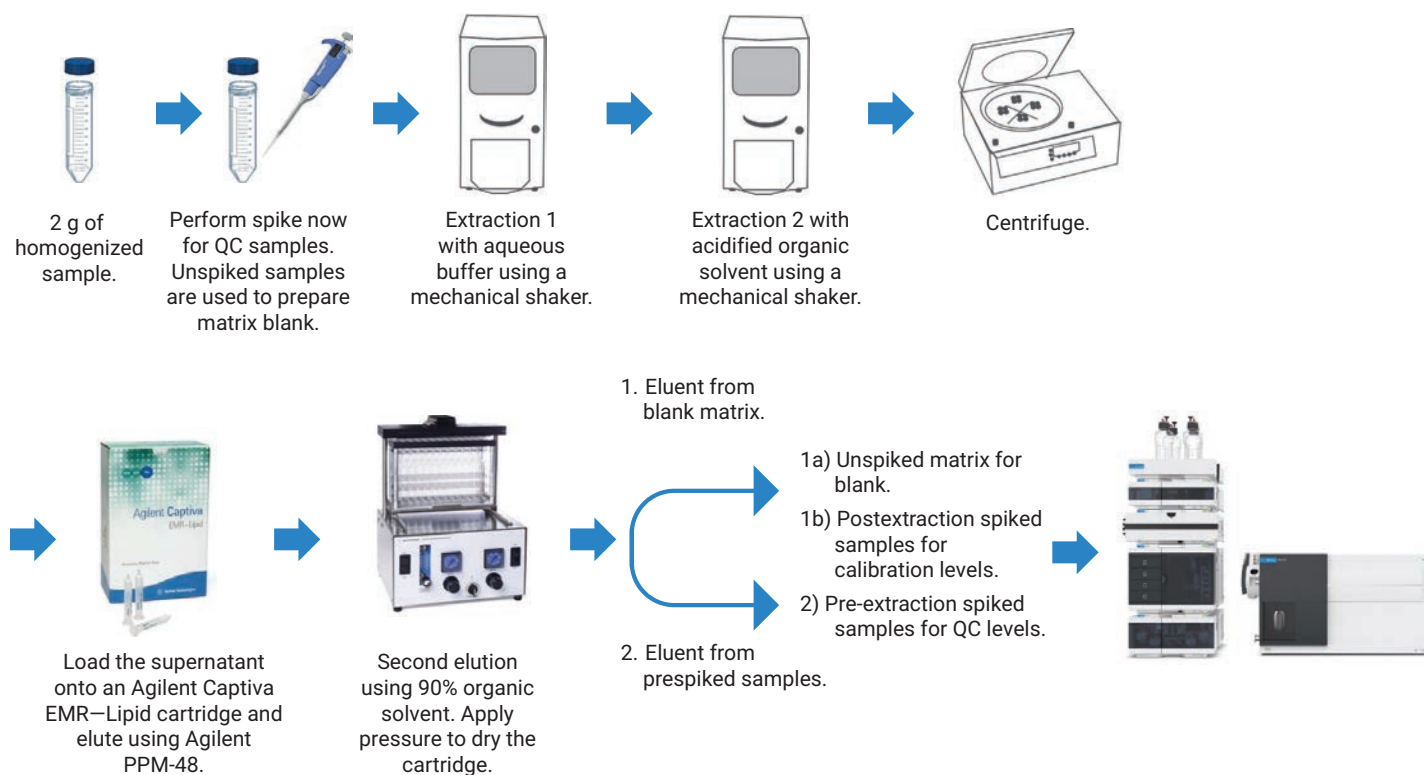 2 g of
homogenized
sample.
Perform spike now
for QC samples.
Unspiked samples
are used to prepare
matrix blank.
Extraction 1
with aqueous
buffer using a
mechanical shaker.
Extraction 2 with
acidified organic
solvent using a
mechanical shaker.
Centrifuge.
Agilent Captiva
EMR–Lipid
Load the supernatant
onto an Agilent Captiva
EMR—Lipid cartridge and
elute using Agilent
PPM-48.
Second elution
using 90% organic
solvent. Apply
pressure to dry the
cartridge.
1. Eluent from
blank matrix.
1a) Unspiked matrix for
blank.
1b) Postextraction spiked
samples for
calibration levels.
2) Pre-extraction spiked
samples for QC levels.
2. Eluent from
prespiked samples.